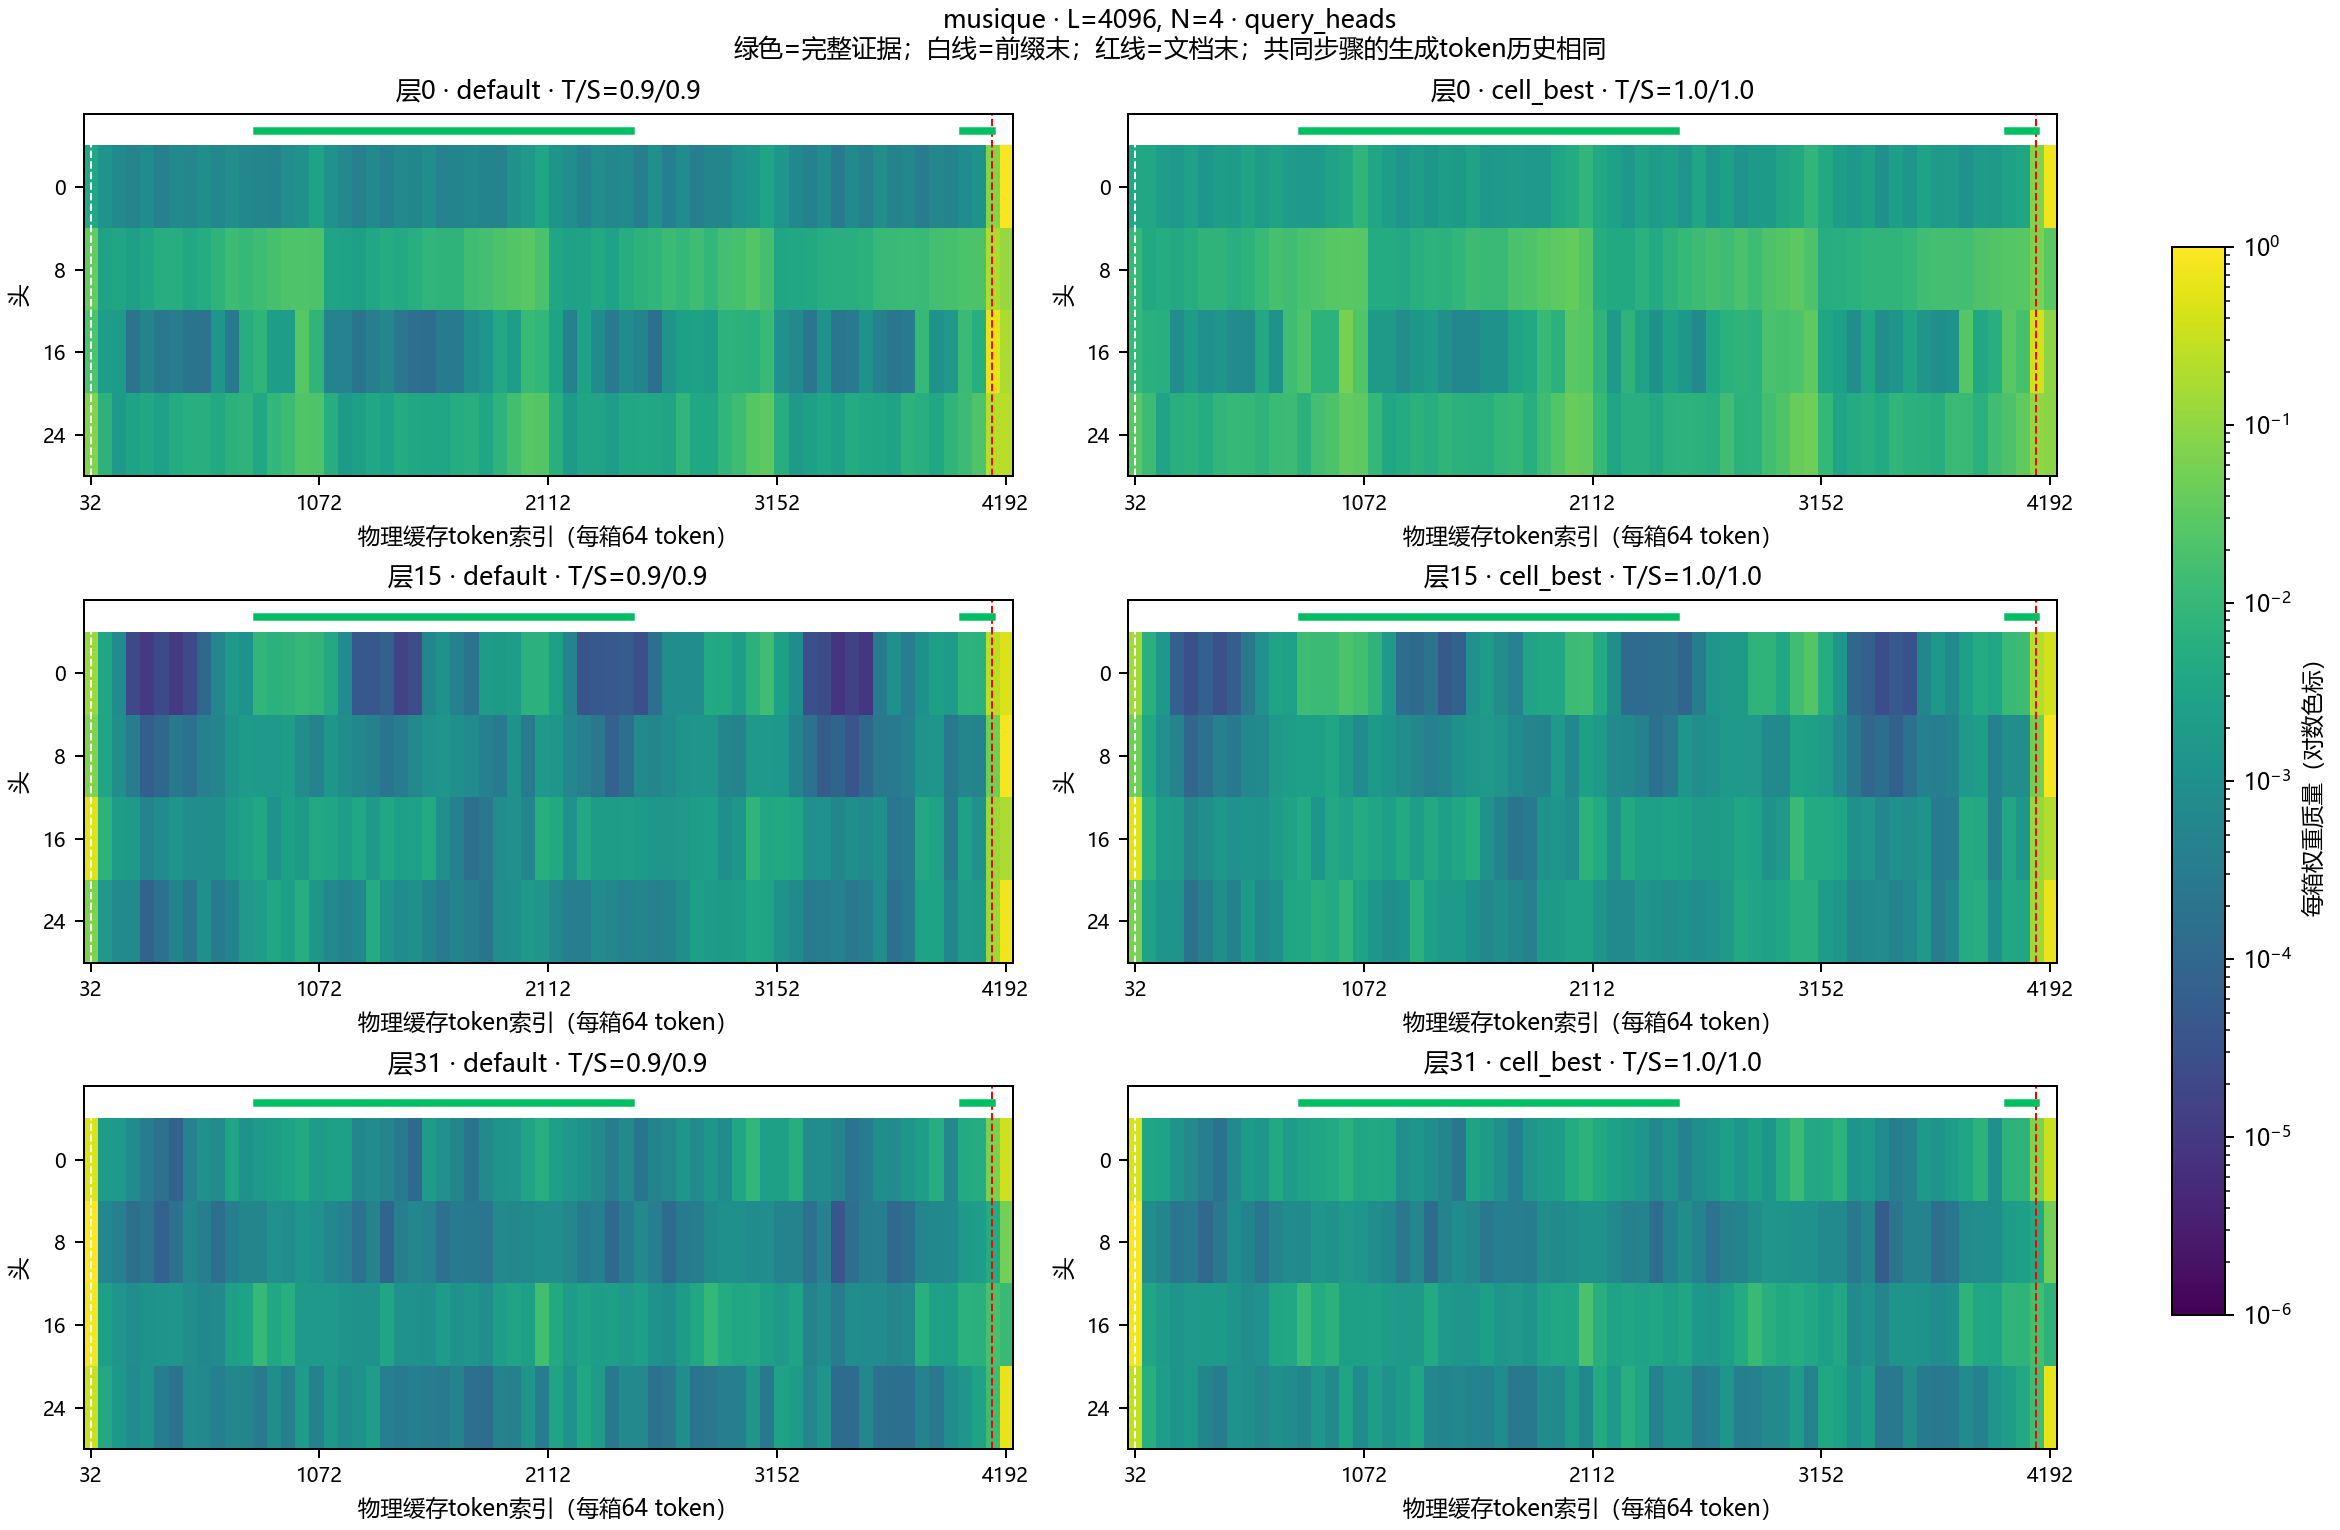 musique · L=4096, N=4 · query_heads
绿色=完整证据；白线=前缀末；红线=文档末；共同步骤的生成token历史相同
层0 · default · T/S=0.9/0.9
头
0
8
16
24
32
1072
2112
3152
4192
物理缓存token索引（每箱64 token）
层0 · cell_best · T/S=1.0/1.0
头
0
8
16
24
32
1072
2112
3152
4192
物理缓存token索引（每箱64 token）
层15 · default · T/S=0.9/0.9
头
0
8
16
24
32
1072
2112
3152
4192
物理缓存token索引（每箱64 token）
层15 · cell_best · T/S=1.0/1.0
头
0
8
16
24
32
1072
2112
3152
4192
物理缓存token索引（每箱64 token）
层31 · default · T/S=0.9/0.9
头
0
8
16
24
32
1072
2112
3152
4192
物理缓存token索引（每箱64 token）
层31 · cell_best · T/S=1.0/1.0
头
0
8
16
24
32
1072
2112
3152
4192
物理缓存token索引（每箱64 token）
10⁰
10⁻¹
10⁻²
10⁻³
10⁻⁴
10⁻⁵
10⁻⁶
每箱权重质量（对数色标）